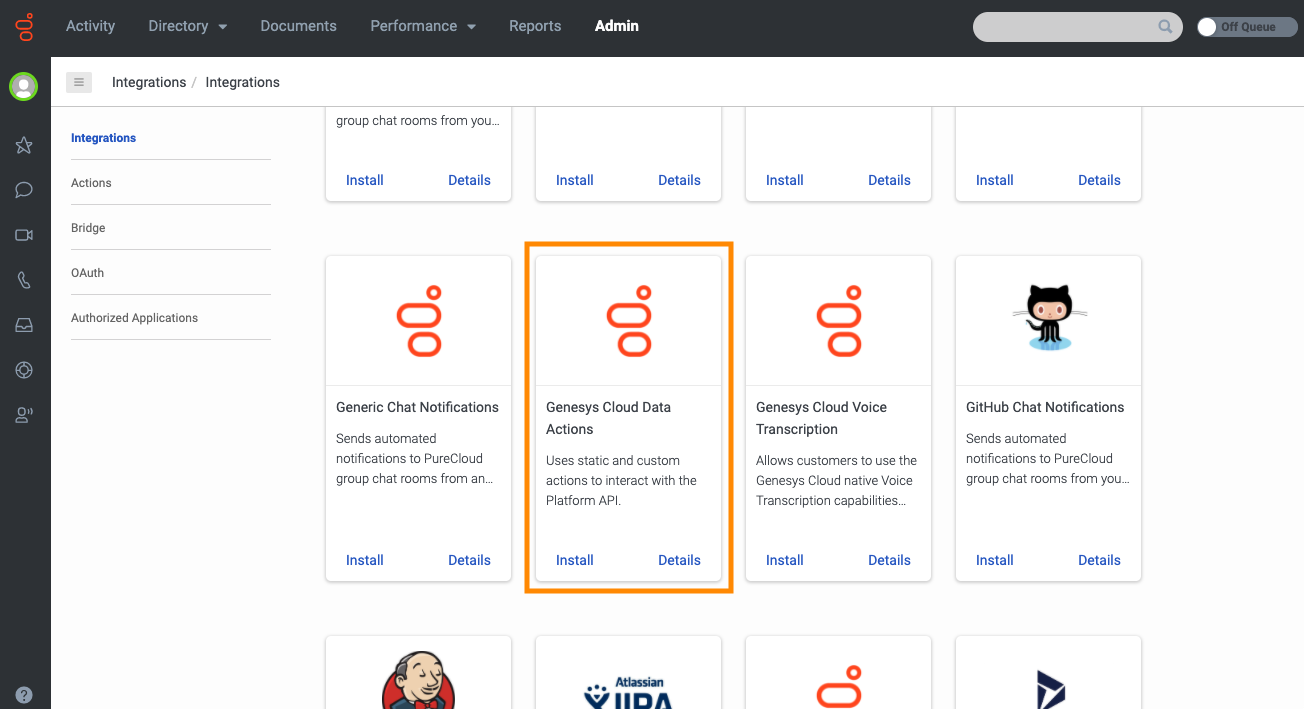 Activity
Directory
Documents
Performance
Reports
Admin
Off Queue
Integrations / Integrations
Integrations
Actions
Bridge
OAuth
Authorized Applications
group chat rooms from you...
Install
Details
Install
Details
Install
Details
Install
Details
Generic Chat Notifications
Sends automated
notifications to PureCloud
group chat rooms from an...
Install
Details
Genesys Cloud Data
Actions
Uses static and custom
actions to interact with the
Platform API.
Install
Details
Genesys Cloud Voice
Transcription
Allows customers to use the
Genesys Cloud native Voice
Transcription capabilities...
Install
Details
GitHub Chat Notifications
Sends automated
notifications to PureCloud
group chat rooms from you...
Install
Details
Atlassian
JIRA